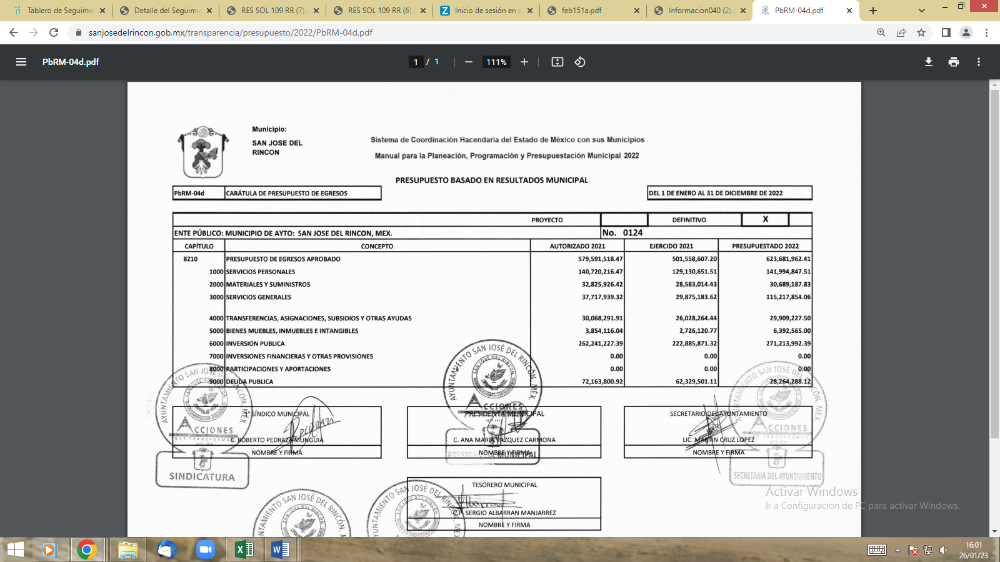 Tablero de Seguimie
Detalle del Seguimie
RES SOL 109 RR (7).p
RES SOL 109 RR (6).p
Inicio de sesión en e
feb151a.pdf
Informacion040 (2).p
PbRM-04d.pdf
sanjosedelrincon.gob.mx/transparencia/presupuesto/2022/PbRM-04d.pdf
PbRM-04d.pdf
1 / 1
111%
Municipio:
SAN JOSE DEL
RINCON
Sistema de Coordinación Hacendaria del Estado de México con sus Municipios
Manual para la Planeación, Programación y Presupuestación Municipal 2022
PRESUPUESTO BASADO EN RESULTADOS MUNICIPAL
PbRM-04d CARÁTULA DE PRESUPUESTO DE EGRESOS
DEL 1 DE ENERO AL 31 DE DICIEMBRE DE 2022
PROYECTO DEFINITIVO X
ENTE PÚBLICO: MUNICIPIO DE AYTO: SAN JOSE DEL RINCON, MEX. No. 0124
CAPÍTULO CONCEPTO AUTORIZADO 2021 EJERCIDO 2021 PRESUPUESTADO 2022
8210 PRESUPUESTO DE EGRESOS APROBADO 579,591,518.47 501,558,607.20 623,681,962.41
1000 SERVICIOS PERSONALES 140,720,216.47 129,130,651.51 141,994,847.51
2000 MATERIALES Y SUMINISTROS 32,825,926.42 28,583,014.43 30,689,187.83
3000 SERVICIOS GENERALES 37,717,939.32 29,875,183.62 115,217,854.06
4000 TRANSFERENCIAS, ASIGNACIONES, SUBSIDIOS Y OTRAS AYUDAS 30,068,291.91 26,028,264.44 29,909,227.50
5000 BIENES MUEBLES, INMUEBLES E INTANGIBLES 3,854,116.04 2,726,120.77 6,392,565.00
6000 INVERSION PUBLICA 262,241,227.39 222,885,871.32 271,213,992.39
7000 INVERSIONES FINANCIERAS Y OTRAS PROVISIONES 0.00 0.00 0.00
8000 PARTICIPACIONES Y APORTACIONES 0.00 0.00 0.00
9000 DEUDA PUBLICA 72,163,800.92 62,329,501.11 28,264,288.12
1° SÍNDICO MUNICIPAL
C. ROBERTO PEDRAZA MUNGUIA
NOMBRE Y FIRMA
PRESIDENTA MUNICIPAL
C. ANA MARIA VAZQUEZ CARMONA
NOMBRE Y FIRMA
SECRETARIO DEL AYUNTAMIENTO
LIC. MARTIN CRUZ LOPEZ
NOMBRE Y FIRMA
TESORERO MUNICIPAL
C.P. SERGIO ALBARRAN MANJARREZ
NOMBRE Y FIRMA
AYUNTAMIENTO SAN JOSÉ DEL RINCÓN, MÉX.
ACCIONES
QUE TRANSFORMAN
SINDICATURA
AYUNTAMIENTO SAN JOSÉ DEL RINCÓN, MÉX.
SAN JOSE DEL RINCON
ACCIONES
PRESIDENCIA MUNICIPAL
AYUNTAMIENTO SAN JOSÉ DEL RINCÓN, MÉX.
ACCIONES
SECRETARIA DEL AYUNTAMIENTO
TAMIENTO SAN JOSÉ DEL RINCÓN,
AYUNTAMIENTO SAN JOSÉ DEL RINCÓN, MÉX
Activar Windows
Ir a Configuración de PC para activar Windows.
16:01
26/01/23